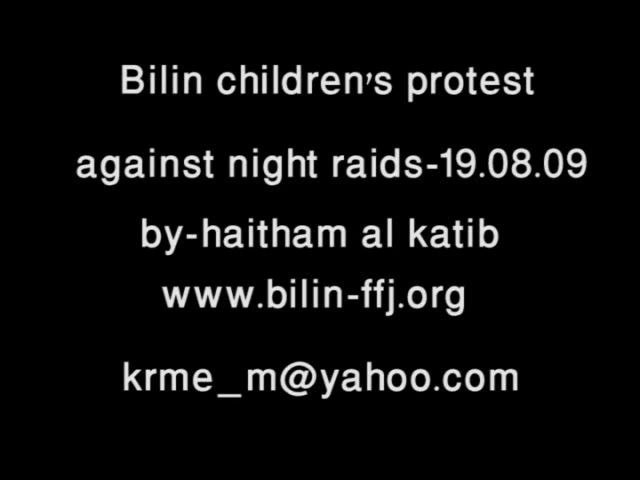 Bilin children's protest
against night raids-19.08.09
by-haitham al katib
www.bilin-ffj.org
krme_m@yahoo.com